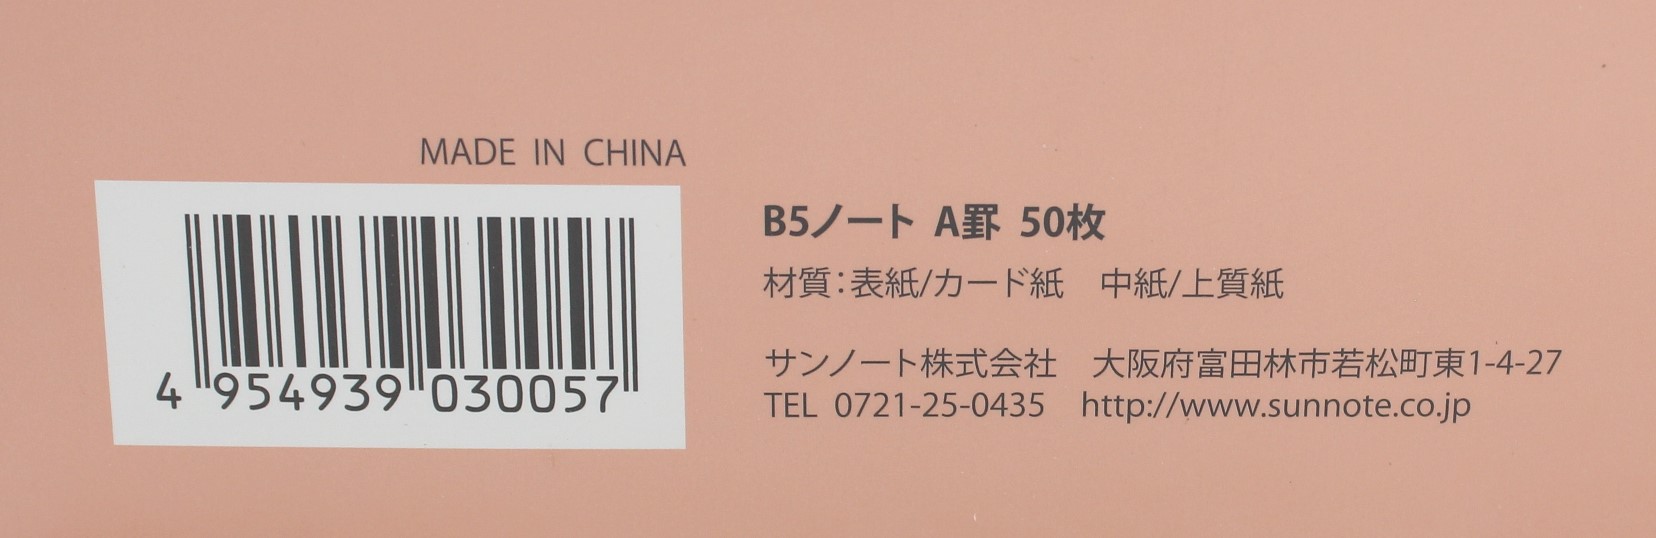 MADE IN CHINA
4 954939 030057
B5ノート A罫 50枚
材質：表紙/カード紙　中紙/上質紙
サンノート株式会社　大阪府富田林市若松町東1-4-27
TEL 0721-25-0435　http://www.sunnote.co.jp